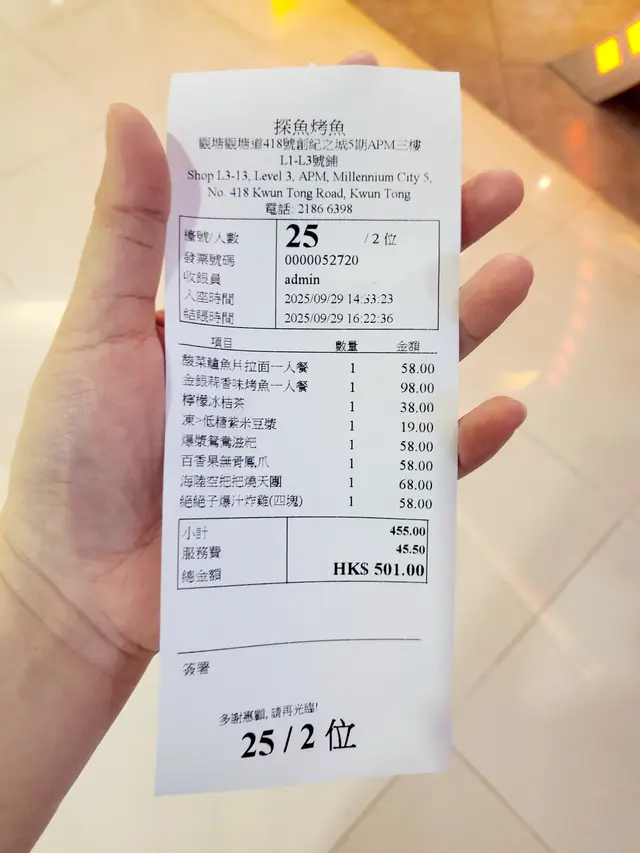 探魚烤魚
觀塘觀塘道418號創紀之城5期APM三樓
L1-L3號鋪
Shop L3-13, Level 3, APM, Millennium City 5,
No. 418 Kwun Tong Road, Kwun Tong
電話: 2186 6398
檯號/人數 25 / 2 位
發票號碼 0000052720
收銀員 admin
入座時間 2025/09/29 14:33:23
結賬時間 2025/09/29 16:22:36
項目 數量 金額
酸菜鱸魚片拉面一人餐 1 58.00
金銀蒜香味烤魚一人餐 1 98.00
檸檬冰桔茶 1 38.00
凍>低糖紫米豆漿 1 19.00
爆漿鴛鴦滋粑 1 58.00
百香果無骨鳳爪 1 58.00
海陸空把把燒天團 1 68.00
絕絕子爆汁炸雞(四塊) 1 58.00
小計 455.00
服務費 45.50
總金額 HK$ 501.00
簽署
多謝惠顧, 請再光臨!
25 / 2 位